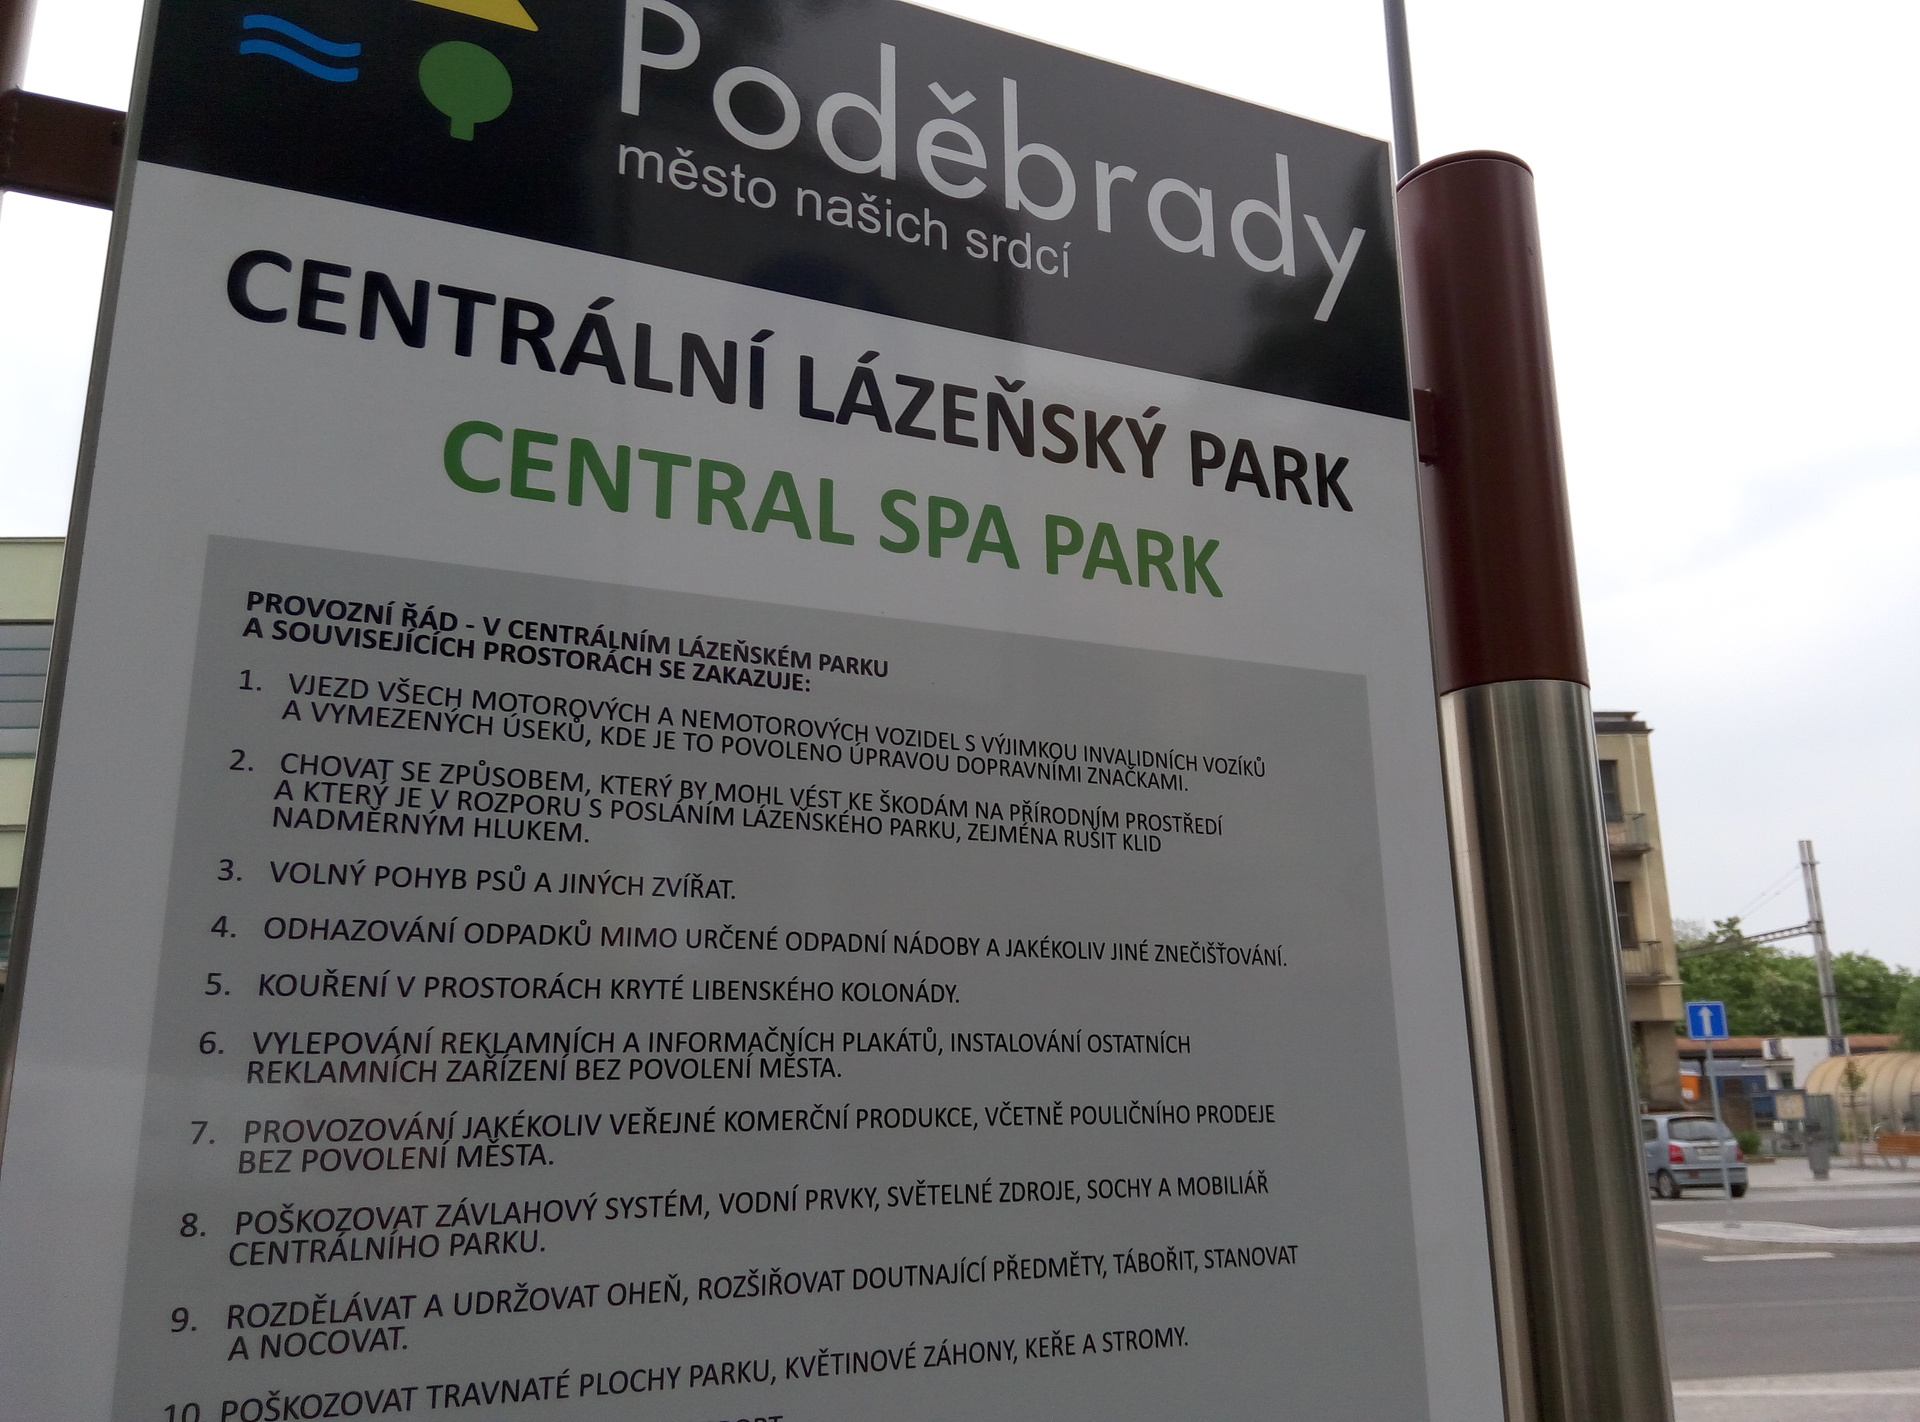 Poděbrady
město našich srdcí
CENTRÁLNÍ LÁZEŇSKÝ PARK
CENTRAL SPA PARK
PROVOZNÍ ŘÁD - V CENTRÁLNÍM LÁZEŇSKÉM PARKU
A SOUVISEJÍCÍCH PROSTORÁCH SE ZAKAZUJE:
1. VJEZD VŠECH MOTOROVÝCH A NEMOTOROVÝCH VOZIDEL S VÝJIMKOU INVALIDNÍCH VOZÍKŮ
A VYMEZENÝCH ÚSEKŮ, KDE JE TO POVOLENO ÚPRAVOU DOPRAVNÍMI ZNAČKAMI.
2. CHOVAT SE ZPŮSOBEM, KTERÝ BY MOHL VÉST KE ŠKODÁM NA PŘÍRODNÍM PROSTŘEDÍ
A KTERÝ JE V ROZPORU S POSLÁNÍM LÁZEŇSKÉHO PARKU, ZEJMÉNA RUŠIT KLID
NADMĚRNÝM HLUKEM.
3. VOLNÝ POHYB PSŮ A JINÝCH ZVÍŘAT.
4. ODHAZOVÁNÍ ODPADKŮ MIMO URČENÉ ODPADNÍ NÁDOBY A JAKÉKOLIV JINÉ ZNEČIŠŤOVÁNÍ.
5. KOUŘENÍ V PROSTORÁCH KRYTÉ LIBENSKÉHO KOLONÁDY.
6. VYLEPOVÁNÍ REKLAMNÍCH A INFORMAČNÍCH PLAKÁTŮ, INSTALOVÁNÍ OSTATNÍCH
REKLAMNÍCH ZAŘÍZENÍ BEZ POVOLENÍ MĚSTA.
7. PROVOZOVÁNÍ JAKÉKOLIV VEŘEJNÉ KOMERČNÍ PRODUKCE, VČETNĚ POULIČNÍHO PRODEJE
BEZ POVOLENÍ MĚSTA.
8. POŠKOZOVAT ZÁVLAHOVÝ SYSTÉM, VODNÍ PRVKY, SVĚTELNÉ ZDROJE, SOCHY A MOBILIÁŘ
CENTRÁLNÍHO PARKU.
9. ROZDĚLÁVAT A UDRŽOVAT OHEŇ, ROZŠIŘOVAT DOUTNAJÍCÍ PŘEDMĚTY, TÁBOŘIT, STANOVAT
A NOCOVAT.
10. POŠKOZOVAT TRAVNATÉ PLOCHY PARKU, KVĚTINOVÉ ZÁHONY, KEŘE A STROMY.